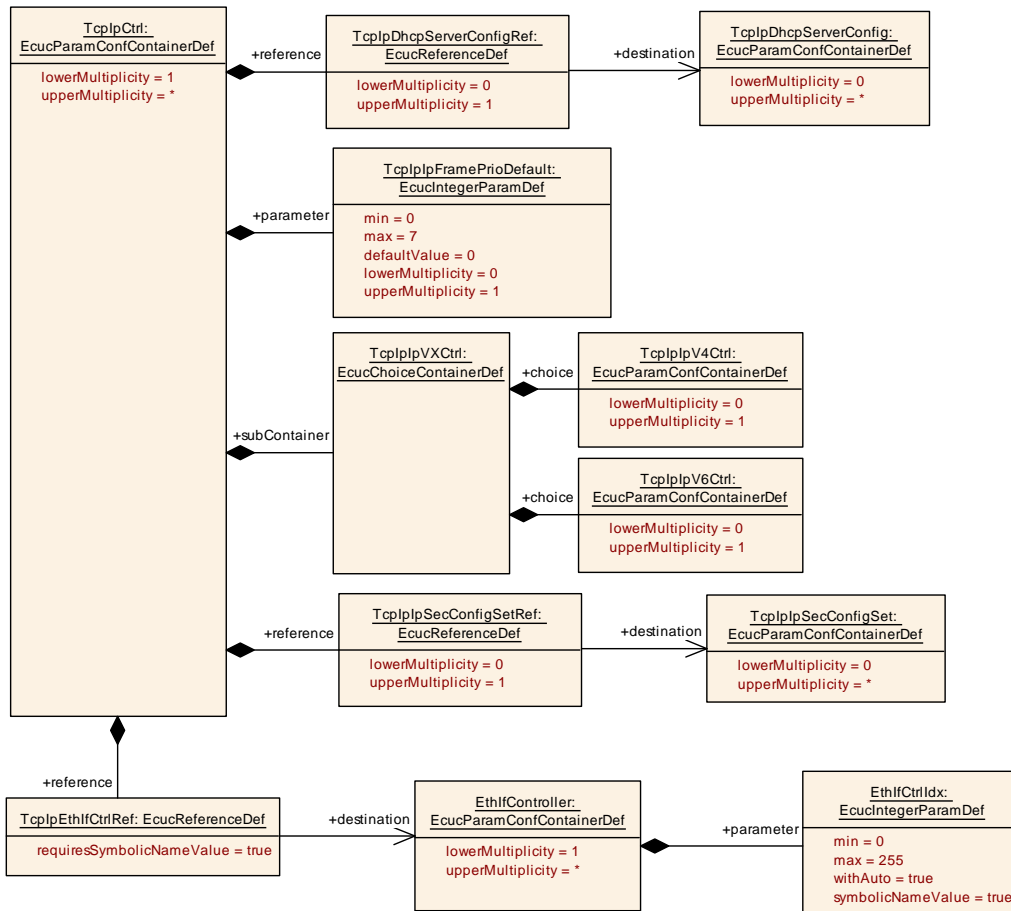 TcpIpCtrl:
EcucParamConfContainerDef
lowerMultiplicity = 1
upperMultiplicity = *
+reference
TcpIpDhcpServerConfigRef:
EcucReferenceDef
lowerMultiplicity = 0
upperMultiplicity = 1
+destination
TcpIpDhcpServerConfig:
EcucParamConfContainerDef
lowerMultiplicity = 0
upperMultiplicity = *
+parameter
TcpIpIpFramePrioDefault:
EcucIntegerParamDef
min = 0
max = 7
defaultValue = 0
lowerMultiplicity = 0
upperMultiplicity = 1
+subContainer
TcpIpIpVXCtrl:
EcucChoiceContainerDef
+choice
TcpIpIpV4Ctrl:
EcucParamConfContainerDef
lowerMultiplicity = 0
upperMultiplicity = 1
+choice
TcpIpIpV6Ctrl:
EcucParamConfContainerDef
lowerMultiplicity = 0
upperMultiplicity = 1
+reference
TcpIpIpSecConfigSetRef:
EcucReferenceDef
lowerMultiplicity = 0
upperMultiplicity = 1
+destination
TcpIpIpSecConfigSet:
EcucParamConfContainerDef
lowerMultiplicity = 0
upperMultiplicity = *
+reference
TcpIpEthIfCtrlRef: EcucReferenceDef
requiresSymbolicNameValue = true
+destination
EthIfController:
EcucParamConfContainerDef
lowerMultiplicity = 1
upperMultiplicity = *
+parameter
EthIfCtrlIdx:
EcucIntegerParamDef
min = 0
max = 255
withAuto = true
symbolicNameValue = true